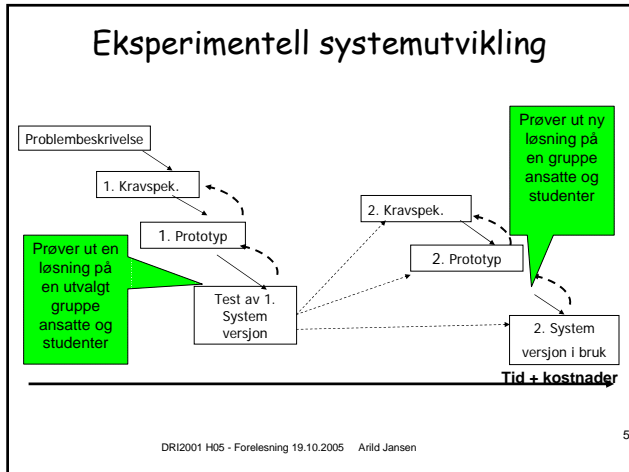 Eksperimentell systemutvikling
Problembeskrivelse
1. Kravspek.
1. Prototyp
Prøver ut en
løsning på
en utvalgt
gruppe
ansatte og
studenter
Test av 1.
System
versjon
2. Kravspek.
2. Prototyp
Prøver ut ny
løsning på
en gruppe
ansatte og
studenter
2. System
versjon i bruk
Tid + kostnader
DRI2001 H05 - Forelesning 19.10.2005 Arild Jansen
5